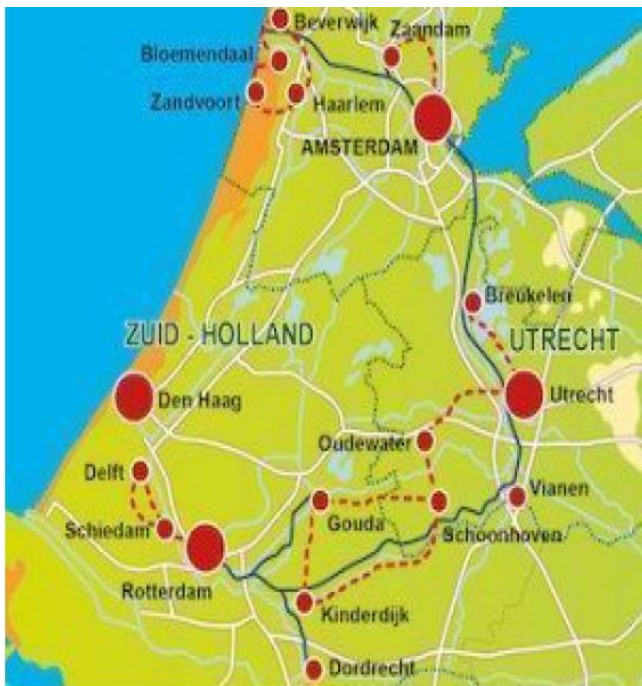 Beverwijk
Zaandam
Bloemendaal
Zandvoort
Haarlem
AMSTERDAM
Breukelen
ZUID - HOLLAND
UTRECHT
Den Haag
Utrecht
Oudewater
Delft
Vianen
Gouda
Schiedam
Schoonhoven
Rotterdam
Kinderdijk
Dordrecht